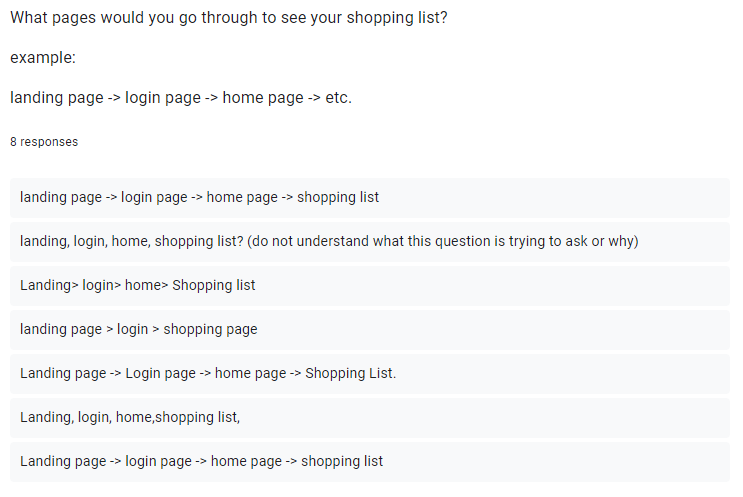 What pages would you go through to see your shopping list?
example:
landing page -> login page -> home page -> etc.
8 responses
landing page -> login page -> home page -> shopping list
landing, login, home, shopping list? (do not understand what this question is trying to ask or why)
Landing> login> home> Shopping list
landing page > login > shopping page
Landing page -> Login page -> home page -> Shopping List.
Landing, login, home,shopping list,
Landing page -> login page -> home page -> shopping list